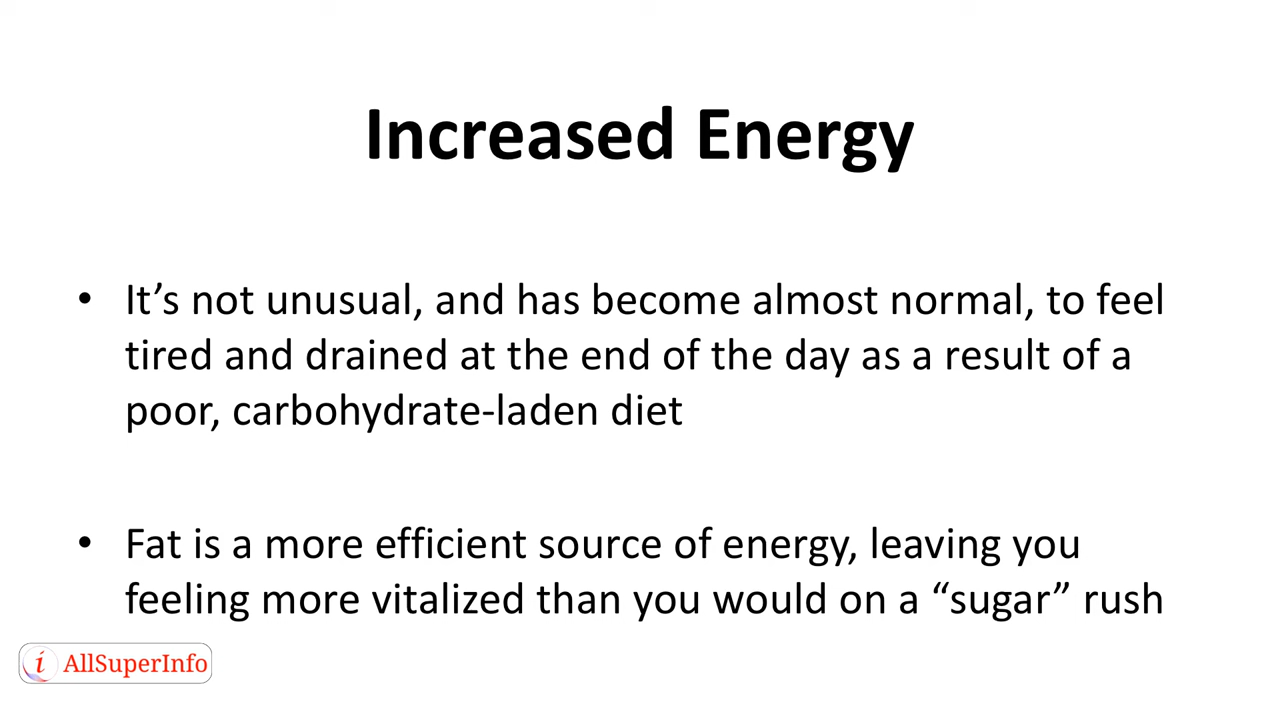 Increased Energy
• It’s not unusual, and has become almost normal, to feel
tired and drained at the end of the day as a result of a
poor, carbohydrate-laden diet
• Fat is a more efficient source of energy, leaving you
feeling more vitalized than you would on a “sugar” rush
i AllSuperInfo